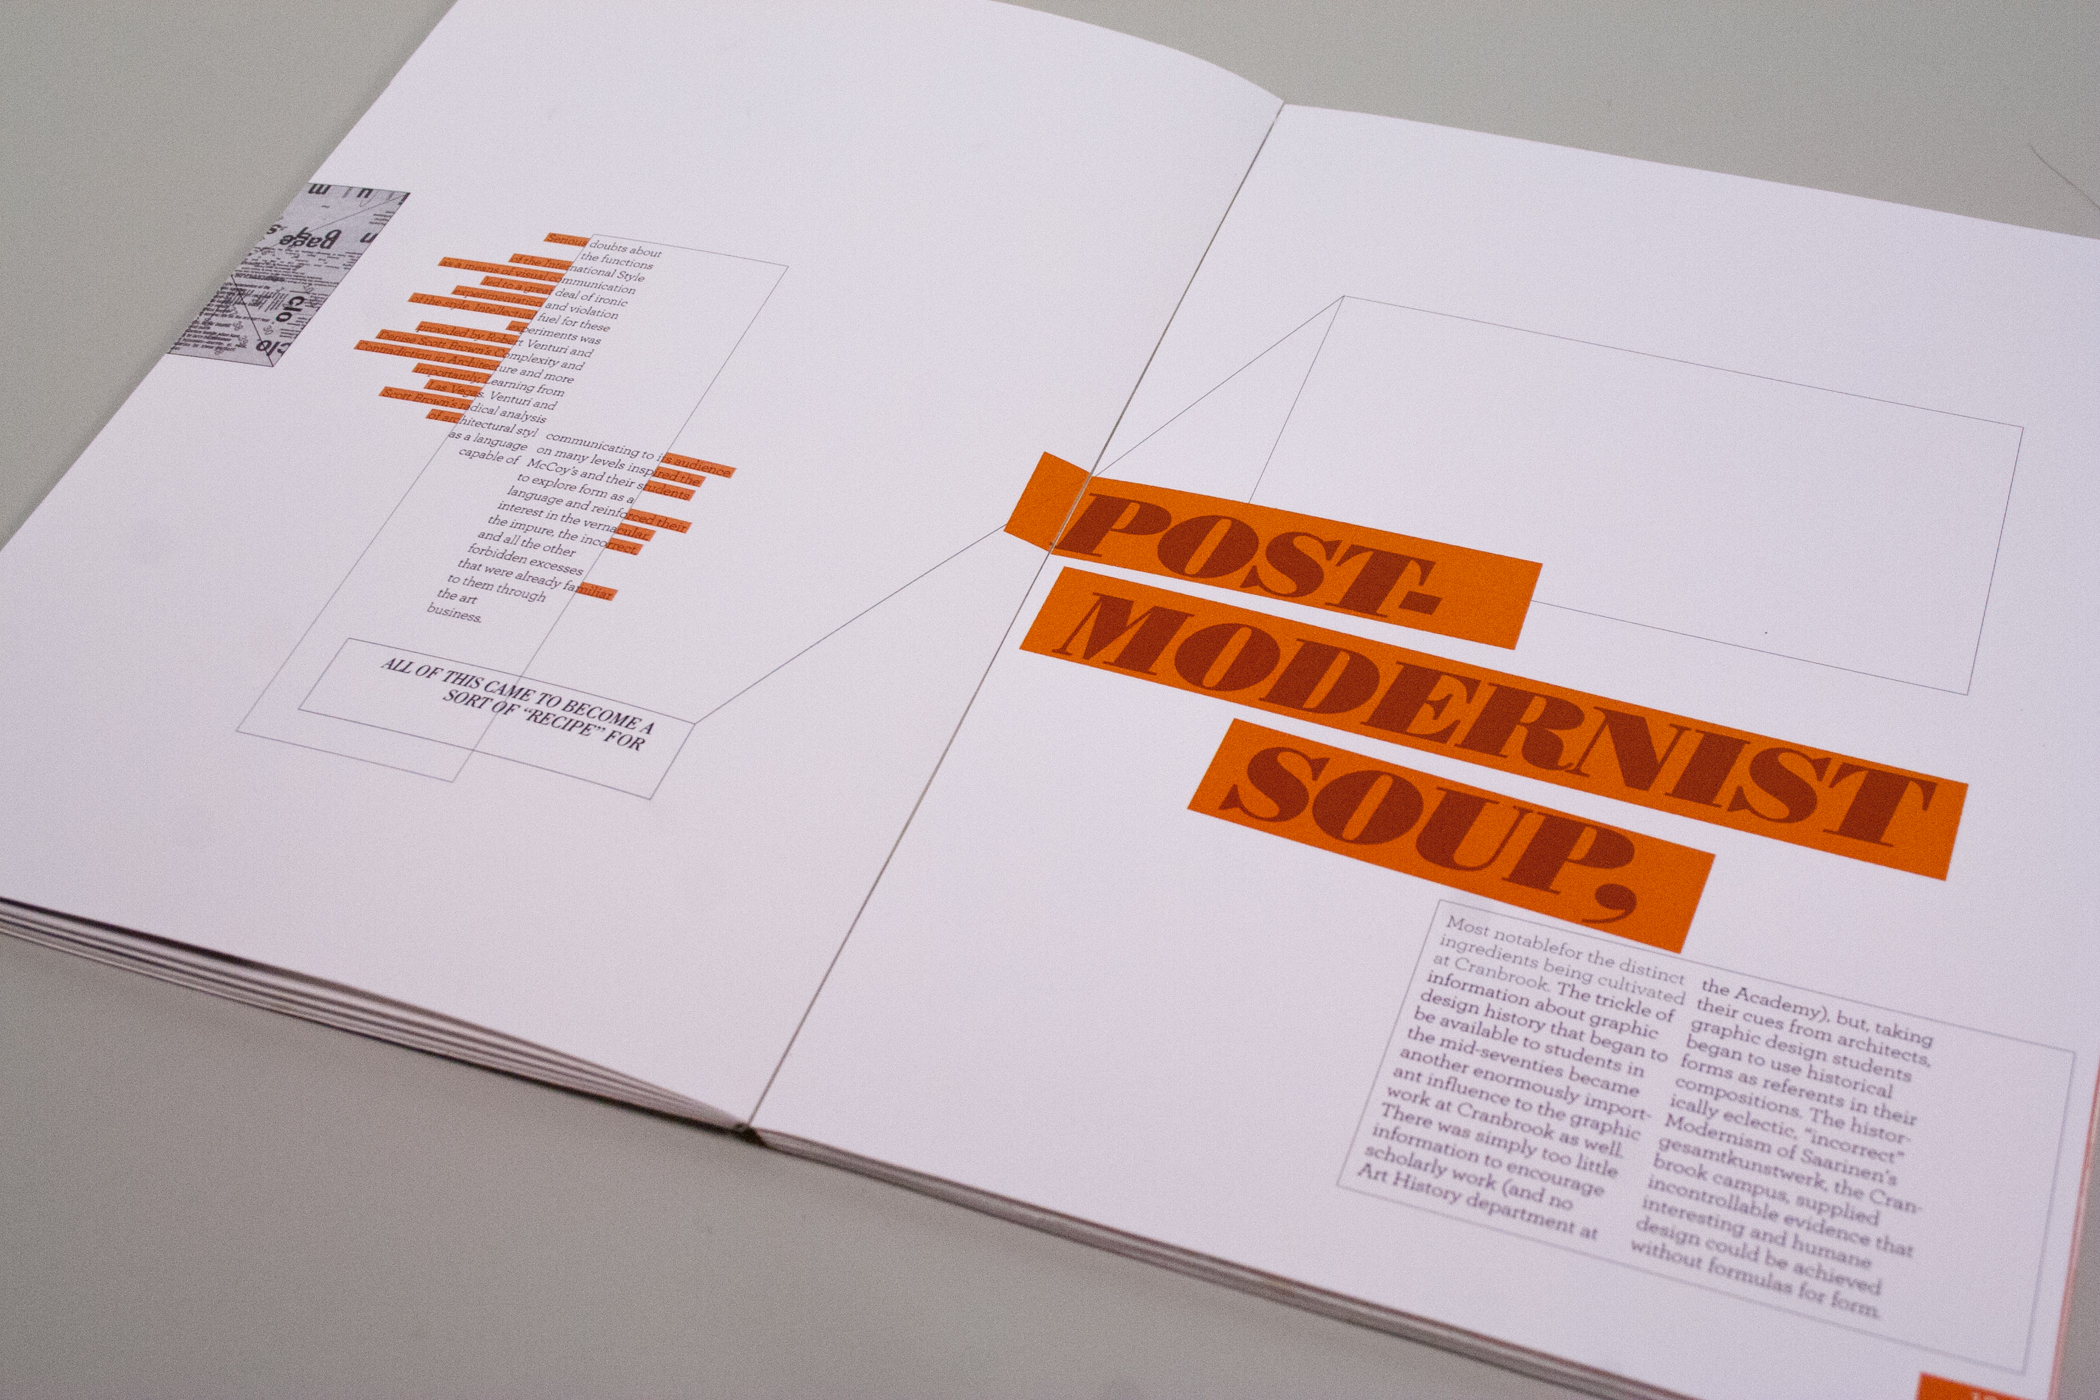 Serious doubts about
the functions
of the International Style
as a means of visual communication
led to a great deal of ironic
experimentation and violation
of the style. Intellectual fuel for these
experiments was
provided by Robert Venturi and
Denise Scott Brown's Complexity and
Contradiction in Architecture and more
importantly, Learning from
Las Vegas. Venturi and
Scott Brown's radical analysis
of architectural styl
as a language
capable of
communicating to its audience
on many levels inspired the
McCoy's and their students
to explore form as a
language and reinforced their
interest in the vernacular,
the impure, the incorrect,
and all the other
forbidden excesses
that were already familiar
to them through
the art
business.
ALL OF THIS CAME TO BECOME A
SORT OF “RECIPE”’ FOR
POST-
MODERNIST
SOUP,
Most notablefor the distinct
ingredients being cultivated
at Cranbrook. The trickle of
information about graphic
design history that began to
be available to students in
the mid-seventies became
another enormously import-
ant influence to the graphic
work at Cranbrook as well.
There was simply too little
information to encourage
scholarly work (and no
Art History department at
the Academy), but, taking
their cues from architects,
graphic design students
began to use historical
forms as referents in their
compositions. The histor-
ically eclectic, “incorrect”
Modernism of Saarinen's
gesamtkunstwerk, the Cran-
brook campus, supplied
incontrollable evidence that
interesting and humane
design could be achieved
without formulas for form.